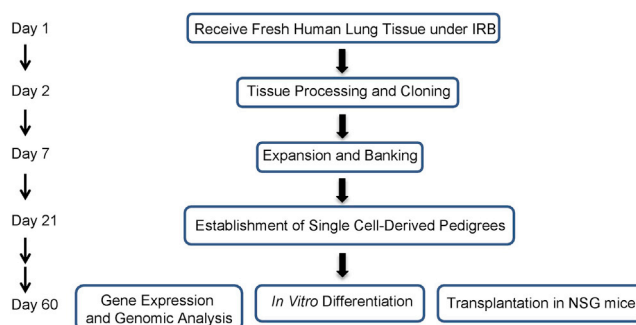 Day 1
Receive Fresh Human Lung Tissue under IRB
Day 2
Tissue Processing and Cloning
Day 7
Expansion and Banking
Day 21
Establishment of Single Cell-Derived Pedigrees
Day 60
Gene Expression
and Genomic Analysis
In Vitro Differentiation
Transplantation in NSG mice